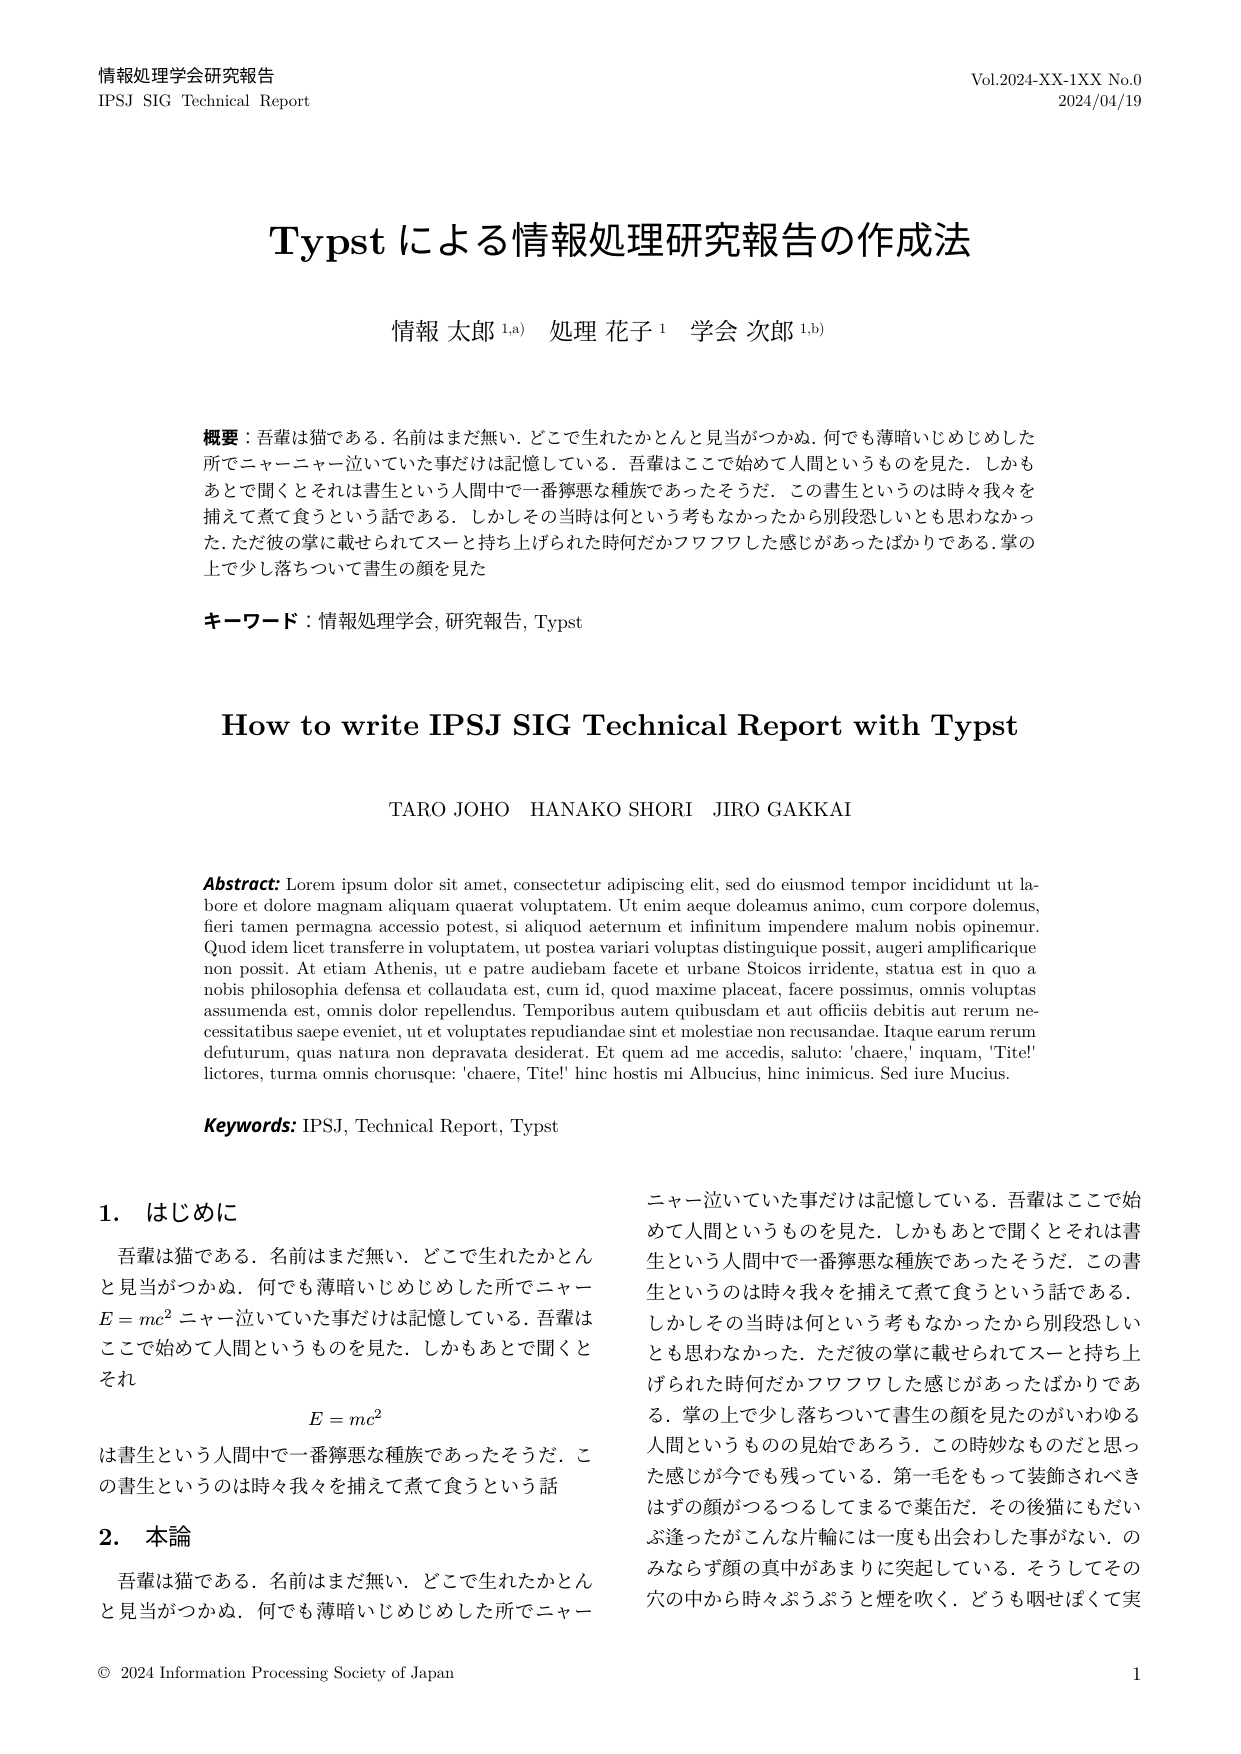 情報処理学会研究報告
IPSJ SIG Technical Report
Vol.2024-XX-1XX No.0
2024/04/19
Typst による情報処理研究報告の作成法
情報 太郎 1,a)　処理 花子 1　学会 次郎 1,b)
概要：吾輩は猫である．名前はまだ無い．どこで生れたかとんと見当がつかぬ．何でも薄暗いじめじめした
所でニャーニャー泣いていた事だけは記憶している．吾輩はここで始めて人間というものを見た．しかも
あとで聞くとそれは書生という人間中で一番獰悪な種族であったそうだ．この書生というのは時々我々を
捕えて煮て食うという話である．しかしその当時は何という考もなかったから別段恐しいとも思わなかっ
た．ただ彼の掌に載せられてスーと持ち上げられた時何だかフワフワした感じがあったばかりである．掌の
上で少し落ちついて書生の顔を見た
キーワード：情報処理学会, 研究報告, Typst
How to write IPSJ SIG Technical Report with Typst
TARO JOHO　HANAKO SHORI　JIRO GAKKAI
Abstract: Lorem ipsum dolor sit amet, consectetur adipiscing elit, sed do eiusmod tempor incididunt ut la-
bore et dolore magnam aliquam quaerat voluptatem. Ut enim aeque doleamus animo, cum corpore dolemus,
fieri tamen permagna accessio potest, si aliquod aeternum et infinitum impendere malum nobis opinemur.
Quod idem licet transferre in voluptatem, ut postea variari voluptas distinguique possit, augeri amplificarique
non possit. At etiam Athenis, ut e patre audiebam facete et urbane Stoicos irridente, statua est in quo a
nobis philosophia defensa et collaudata est, cum id, quod maxime placeat, facere possimus, omnis voluptas
assumenda est, omnis dolor repellendus. Temporibus autem quibusdam et aut officiis debitis aut rerum ne-
cessitatibus saepe eveniet, ut et voluptates repudiandae sint et molestiae non recusandae. Itaque earum rerum
defuturum, quas natura non depravata desiderat. Et quem ad me accedis, saluto: 'chaere,' inquam, 'Tite!'
lictores, turma omnis chorusque: 'chaere, Tite!' hinc hostis mi Albucius, hinc inimicus. Sed iure Mucius.
Keywords: IPSJ, Technical Report, Typst
1.　はじめに
吾輩は猫である．名前はまだ無い．どこで生れたかとん
と見当がつかぬ．何でも薄暗いじめじめした所でニャー
E = mc² ニャー泣いていた事だけは記憶している．吾輩は
ここで始めて人間というものを見た．しかもあとで聞くと
それ
E = mc²
は書生という人間中で一番獰悪な種族であったそうだ．こ
の書生というのは時々我々を捕えて煮て食うという話
2.　本論
吾輩は猫である．名前はまだ無い．どこで生れたかとん
と見当がつかぬ．何でも薄暗いじめじめした所でニャー
ニャー泣いていた事だけは記憶している．吾輩はここで始
めて人間というものを見た．しかもあとで聞くとそれは書
生という人間中で一番獰悪な種族であったそうだ．この書
生というのは時々我々を捕えて煮て食うという話である．
しかしその当時は何という考もなかったから別段恐しい
とも思わなかった．ただ彼の掌に載せられてスーと持ち上
げられた時何だかフワフワした感じがあったばかりであ
る．掌の上で少し落ちついて書生の顔を見たのがいわゆる
人間というものの見始であろう．この時妙なものだと思っ
た感じが今でも残っている．第一毛をもって装飾されべき
はずの顔がつるつるしてまるで薬缶だ．その後猫にもだい
ぶ逢ったがこんな片輪には一度も出会わした事がない．の
みならず顔の真中があまりに突起している．そうしてその
穴の中から時々ぷうぷうと煙を吹く．どうも咽せぽくて実
© 2024 Information Processing Society of Japan
1